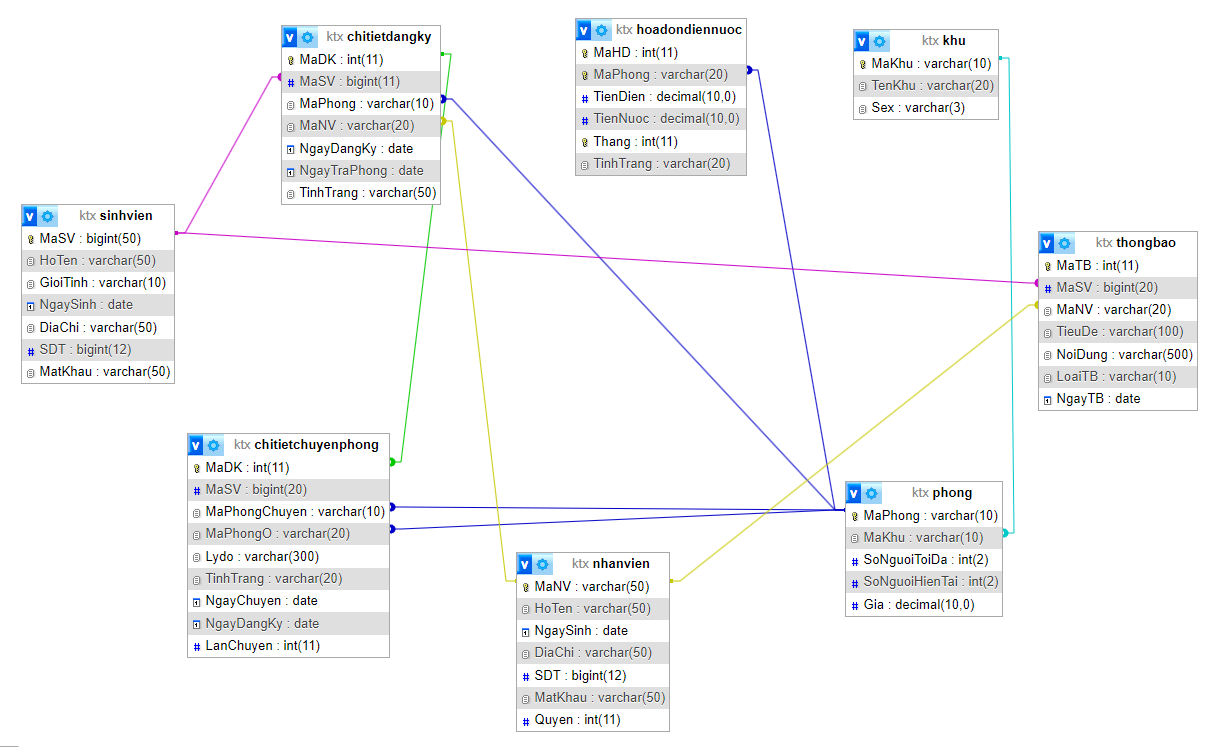 ktx chitietdangky
MaDK : int(11)
MaSV : bigint(11)
MaPhong : varchar(10)
MaNV : varchar(20)
NgayDangKy : date
NgayTraPhong : date
TinhTrang : varchar(50)
ktx hoadondiennuoc
MaHD : int(11)
MaPhong : varchar(20)
TienDien : decimal(10,0)
TienNuoc : decimal(10,0)
Thang : int(11)
TinhTrang : varchar(20)
ktx khu
MaKhu : varchar(10)
TenKhu : varchar(20)
Sex : varchar(3)
ktx sinhvien
MaSV : bigint(50)
HoTen : varchar(50)
GioiTinh : varchar(10)
NgaySinh : date
DiaChi : varchar(50)
SDT : bigint(12)
MatKhau : varchar(50)
ktx thongbao
MaTB : int(11)
MaSV : bigint(20)
MaNV : varchar(20)
TieuDe : varchar(100)
NoiDung : varchar(500)
LoaiTB : varchar(10)
NgayTB : date
ktx chitietchuyenphong
MaDK : int(11)
MaSV : bigint(20)
MaPhongChuyen : varchar(10)
MaPhongO : varchar(20)
Lydo : varchar(300)
TinhTrang : varchar(20)
NgayChuyen : date
NgayDangKy : date
LanChuyen : int(11)
ktx nhanvien
MaNV : varchar(50)
HoTen : varchar(50)
NgaySinh : date
DiaChi : varchar(50)
SDT : bigint(12)
MatKhau : varchar(50)
Quyen : int(11)
ktx phong
MaPhong : varchar(10)
MaKhu : varchar(10)
SoNguoiToiDa : int(2)
SoNguoiHienTai : int(2)
Gia : decimal(10,0)